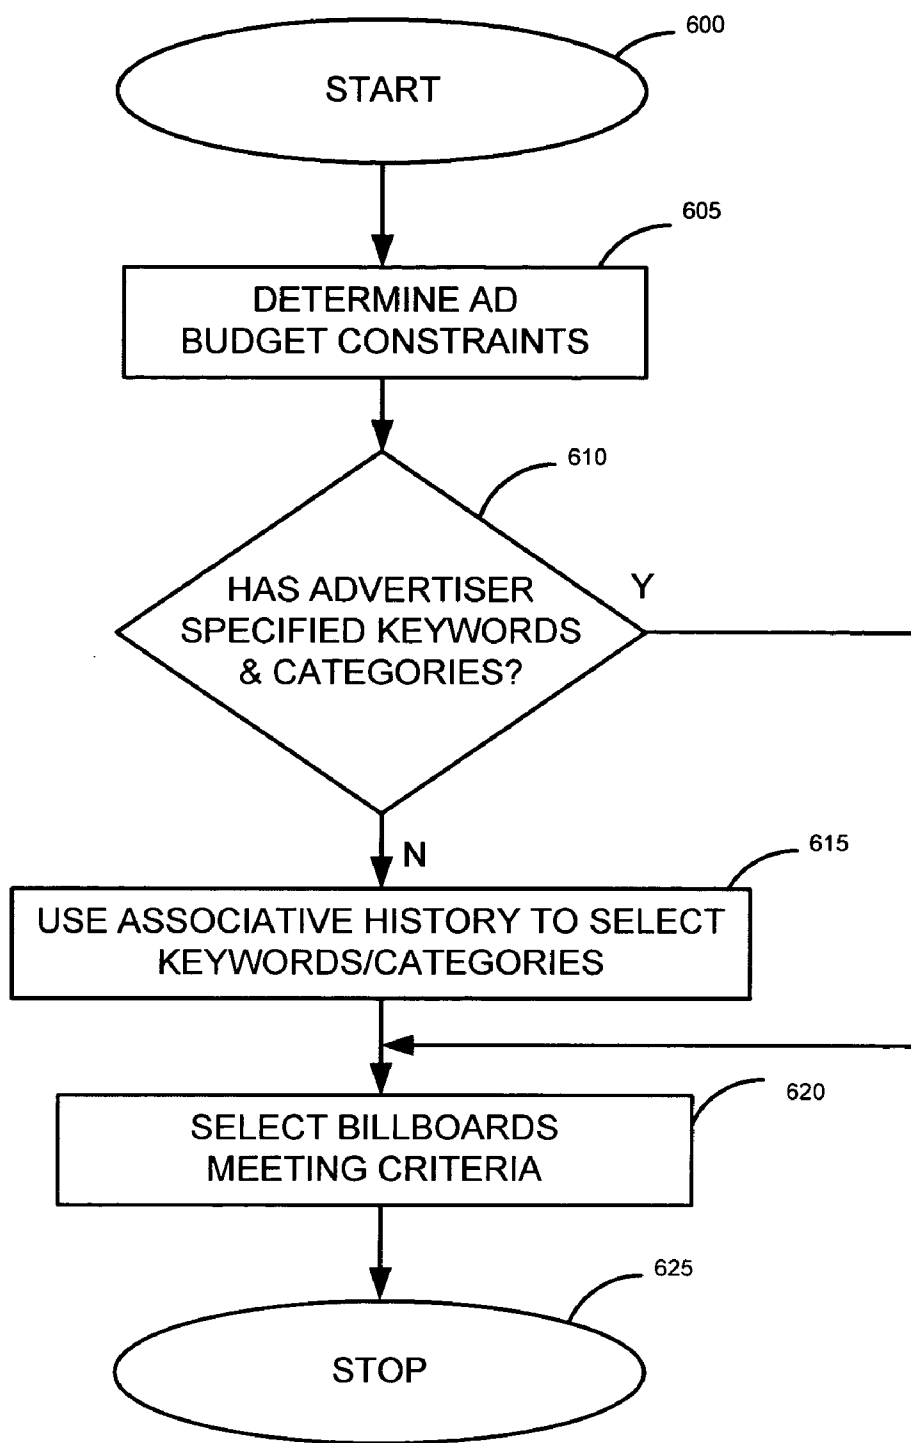 600
START
605
DETERMINE AD
BUDGET CONSTRAINTS
610
HAS ADVERTISER
SPECIFIED KEYWORDS
& CATEGORIES?
Y
N
615
USE ASSOCIATIVE HISTORY TO SELECT
KEYWORDS/CATEGORIES
620
SELECT BILLBOARDS
MEETING CRITERIA
625
STOP